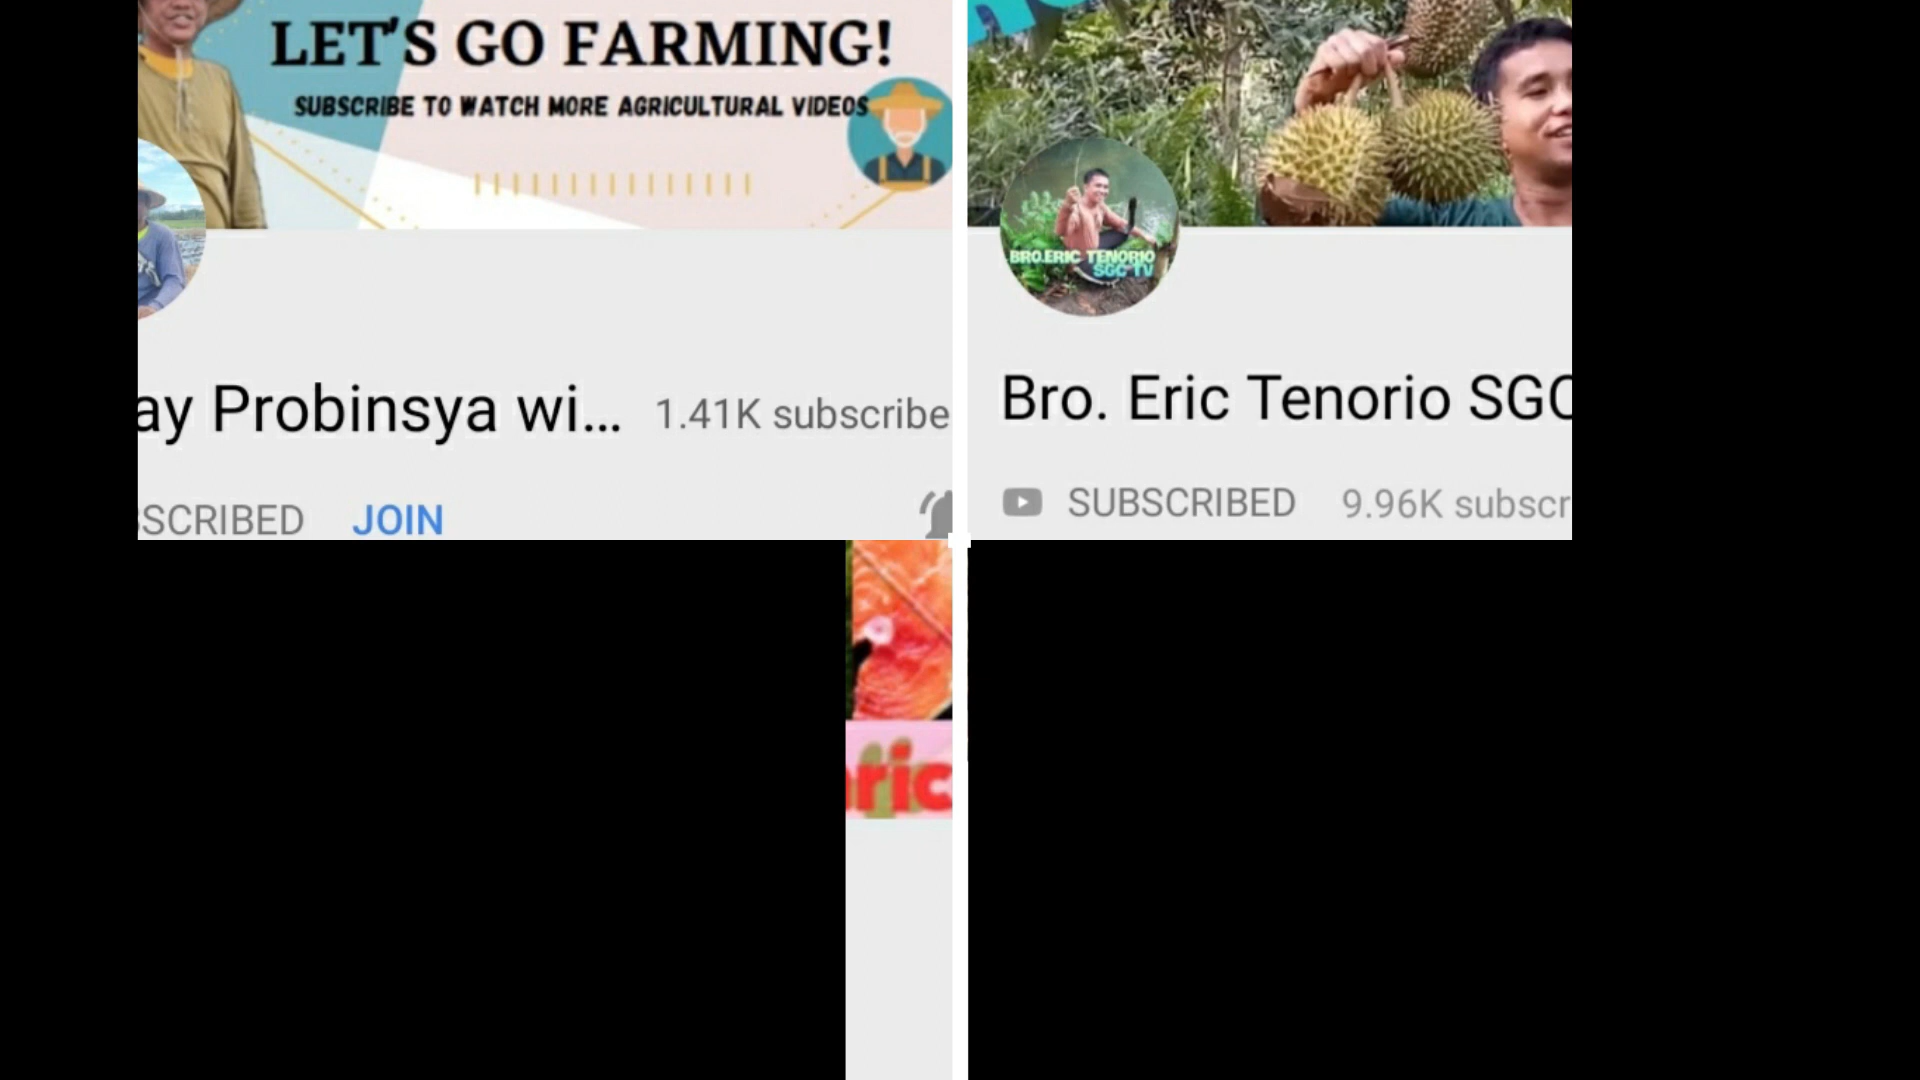 LET'S GO FARMING!
SUBSCRIBE TO WATCH MORE AGRICULTURAL VIDEOS
ay Probinsya wi... 1.41K subscribe
SCRIBED JOIN
BRO.ERIC TENORIO
SGC TV
Bro. Eric Tenorio SGC
SUBSCRIBED 9.96K subscr
ric